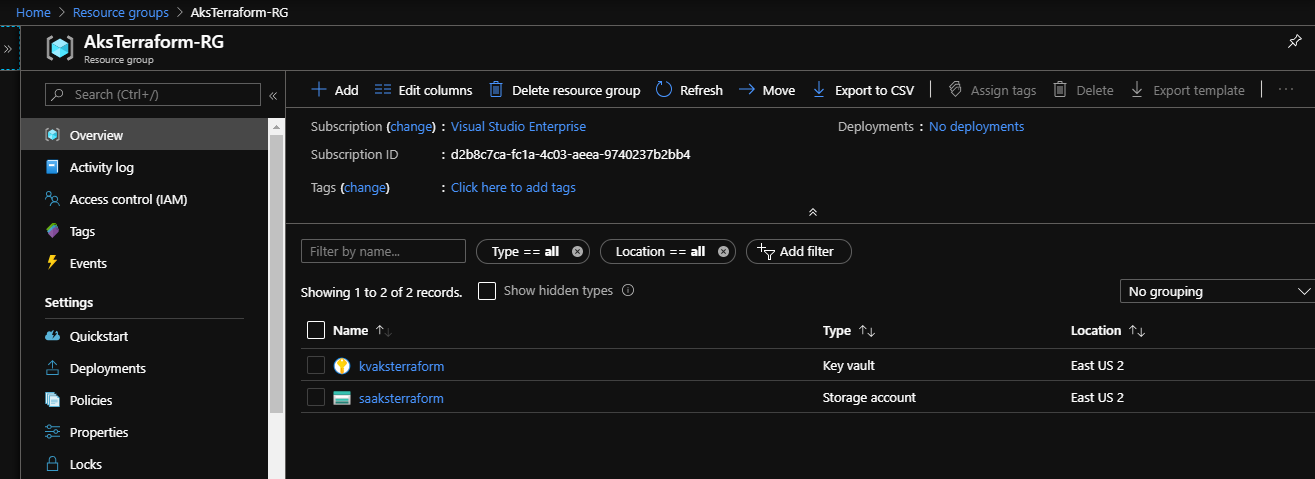 Home > Resource groups > AksTerraform-RG
»
AksTerraform-RG
Resource group
Search (Ctrl+/)
«
Overview
Activity log
Access control (IAM)
Tags
Events
Settings
Quickstart
Deployments
Policies
Properties
Locks
Add Edit columns Delete resource group Refresh Move Export to CSV Assign tags Delete Export template ...
Subscription (change) : Visual Studio Enterprise Deployments : No deployments
Subscription ID : d2b8c7ca-fc1a-4c03-aeea-9740237b2bb4
Tags (change) : Click here to add tags
Filter by name... Type == all Location == all Add filter
Showing 1 to 2 of 2 records. Show hidden types No grouping
Name ↑↓ Type ↑↓ Location ↑↓
kvaksterraform Key vault East US 2
saaksterraform Storage account East US 2